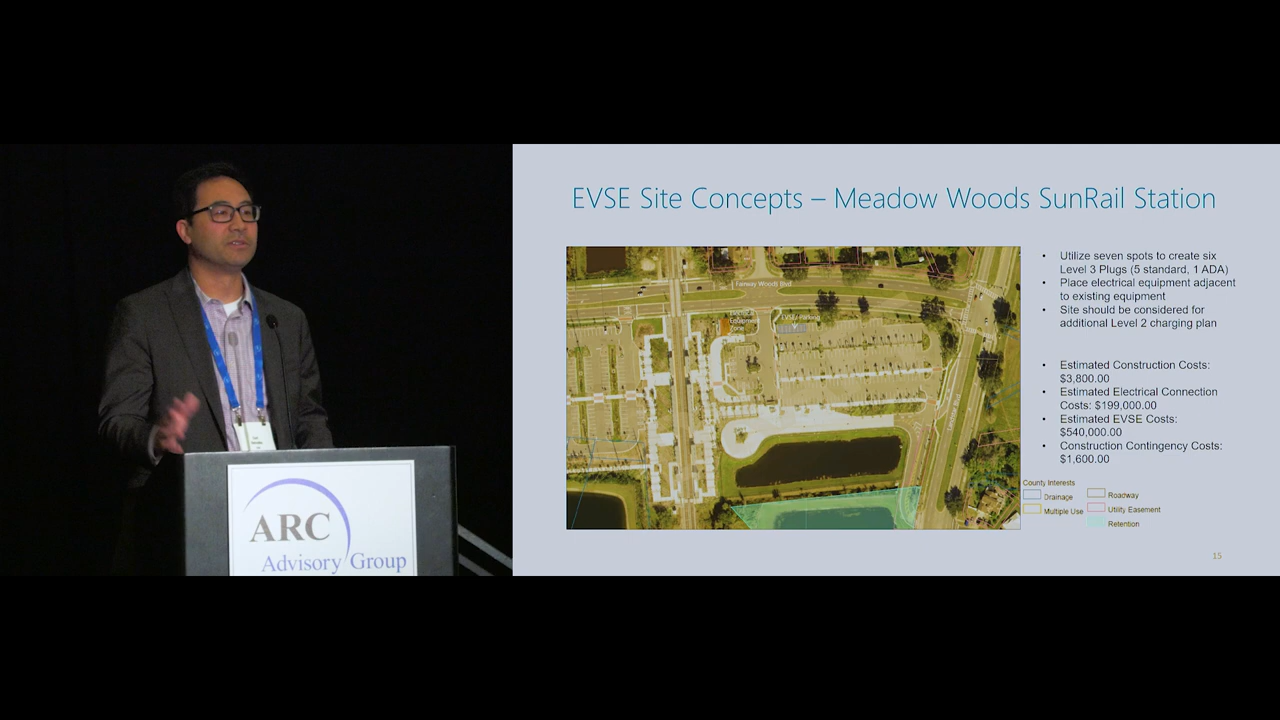 EVSE Site Concepts – Meadow Woods SunRail Station
• Utilize seven spots to create six
Level 3 Plugs (5 standard, 1 ADA)
• Place electrical equipment adjacent
to existing equipment
• Site should be considered for
additional Level 2 charging plan
• Estimated Construction Costs:
$3,800.00
• Estimated Electrical Connection
Costs: $199,000.00
• Estimated EVSE Costs:
$540,000.00
• Construction Contingency Costs:
$1,600.00
Fairway Woods Blvd
Electrical
Equipment
Zone
EVSE Parking
County Interests
Drainage
Multiple Use
Roadway
Utility Easement
Retention
15
ARC
Advisory Group